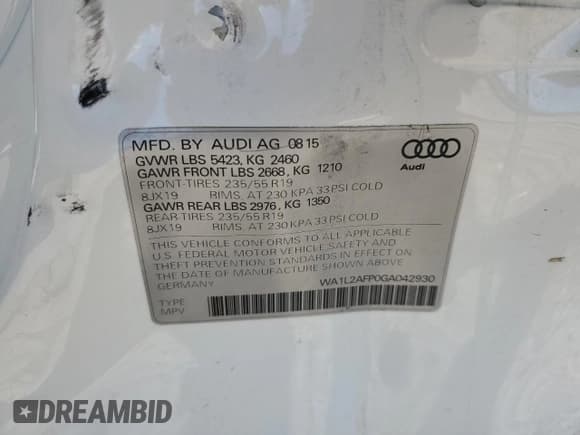 MFD. BY AUDI AG 08 15
GVWR LBS 5423, KG 2460
GAWR FRONT LBS 2668, KG 1210
FRONT-TIRES 235/55 R19
8JX19 RIMS, AT 230 KPA 33 PSI COLD
GAWR REAR LBS 2976, KG 1350
REAR-TIRES 235/55 R19
8JX19 RIMS, AT 230 KPA 33 PSI COLD
THIS VEHICLE CONFORMS TO ALL APPLICABLE
U.S. FEDERAL MOTOR VEHICLE SAFETY AND
THEFT PREVENTION STANDARDS IN EFFECT ON
THE DATE OF MANUFACTURE SHOWN ABOVE.
GERMANY
WA1L2AFP0GA042930
TYPE
MPV
Audi
DREAMBID